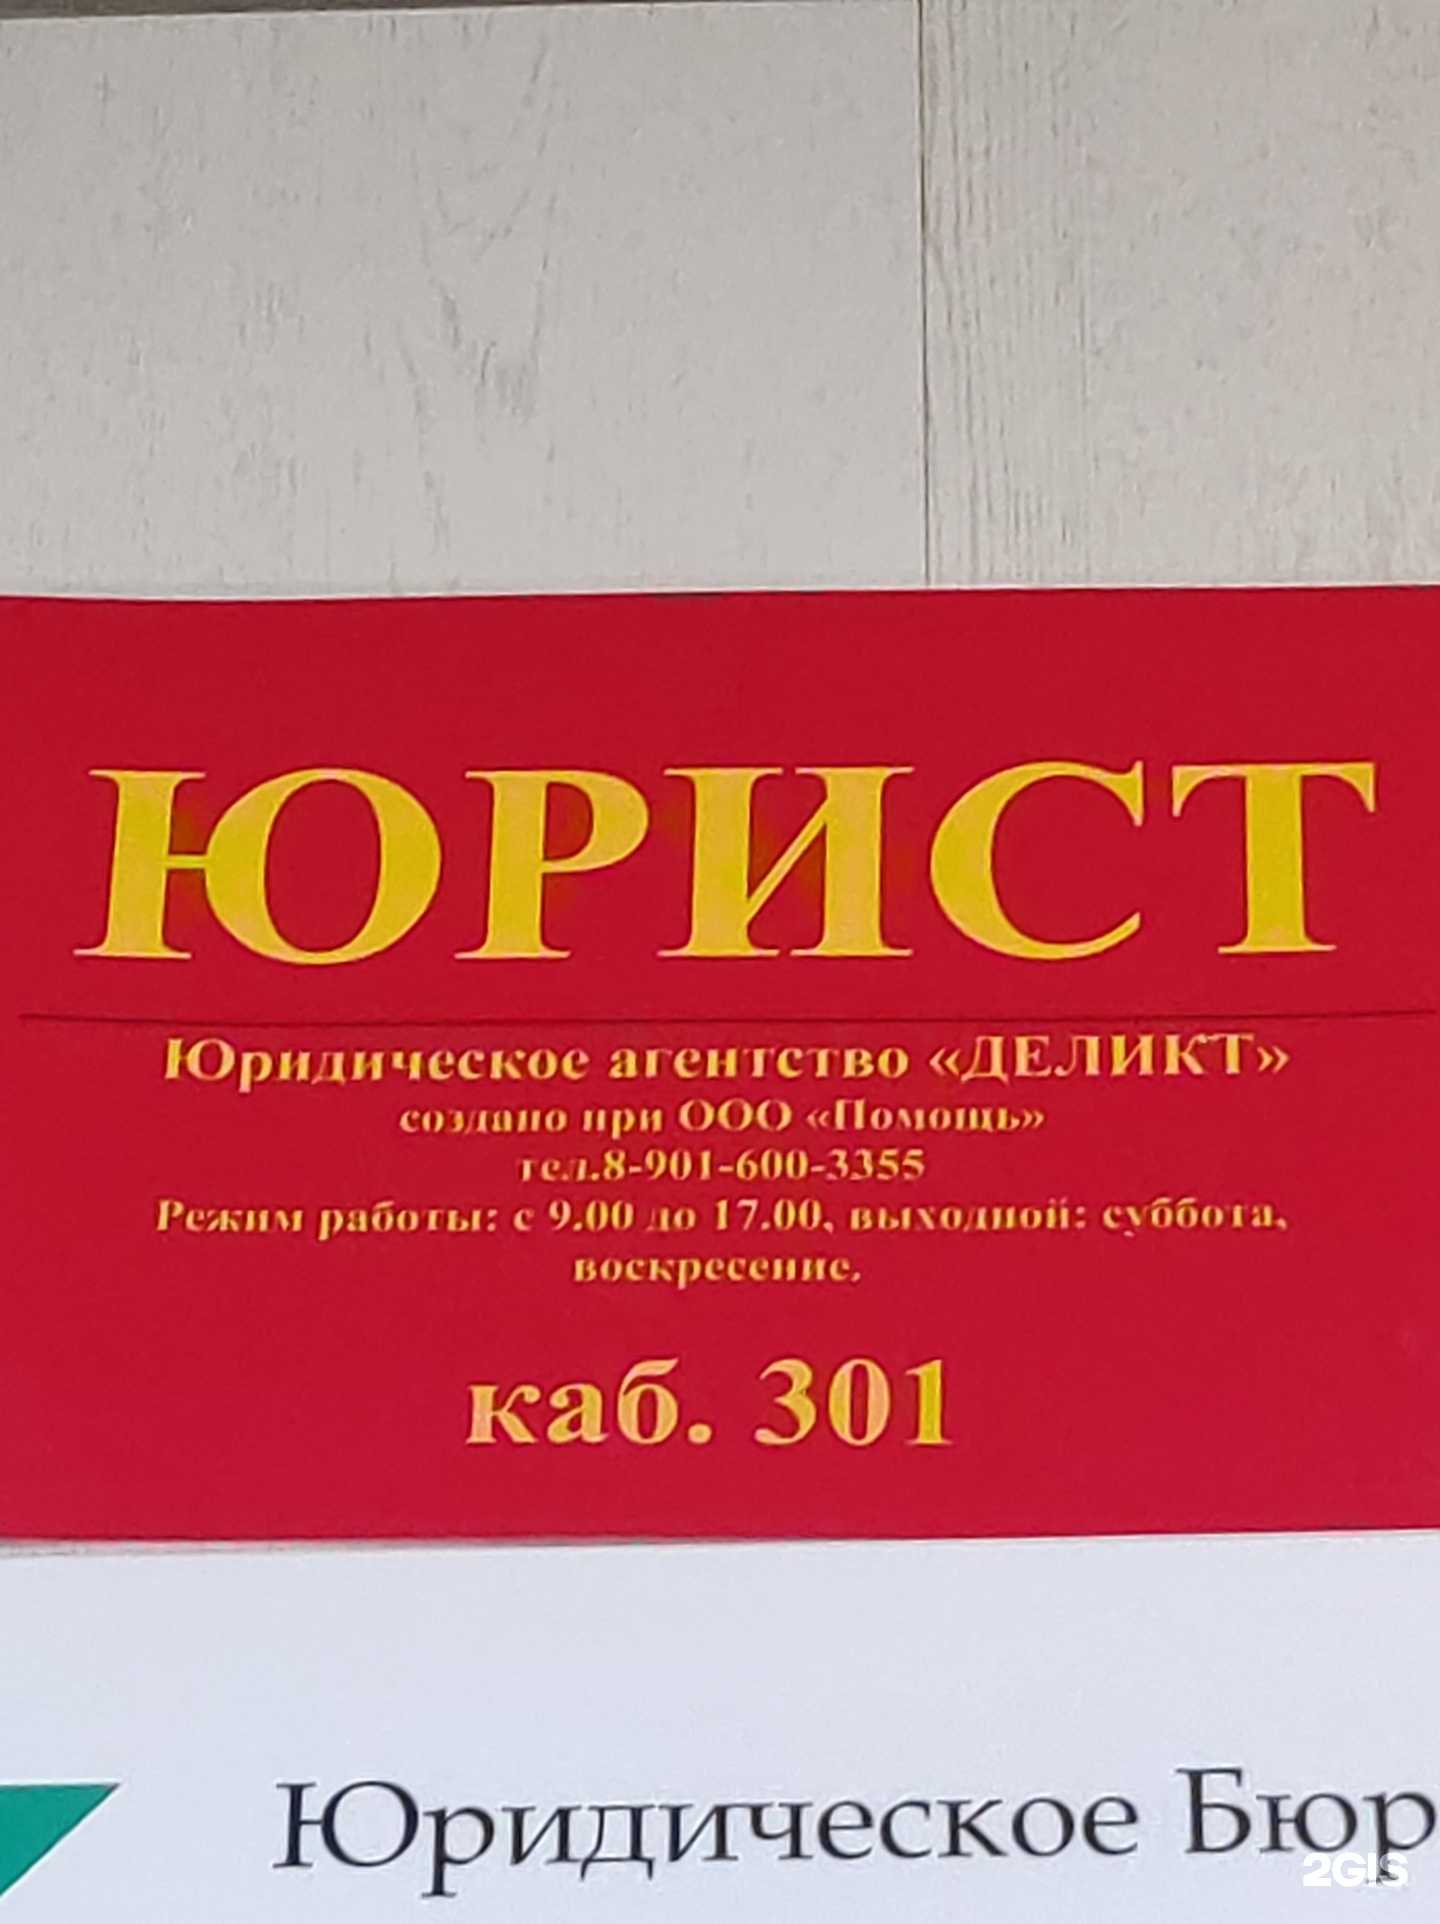 ЮРИСТ
Юридическое агентство «ДЕЛИКТ»
создано при ООО «Помощь»
тел.8-901-600-3355
Режим работы: с 9.00 до 17.00, выходной: суббота,
воскресение.
каб. 301
Юридическое Бюр
2GIS